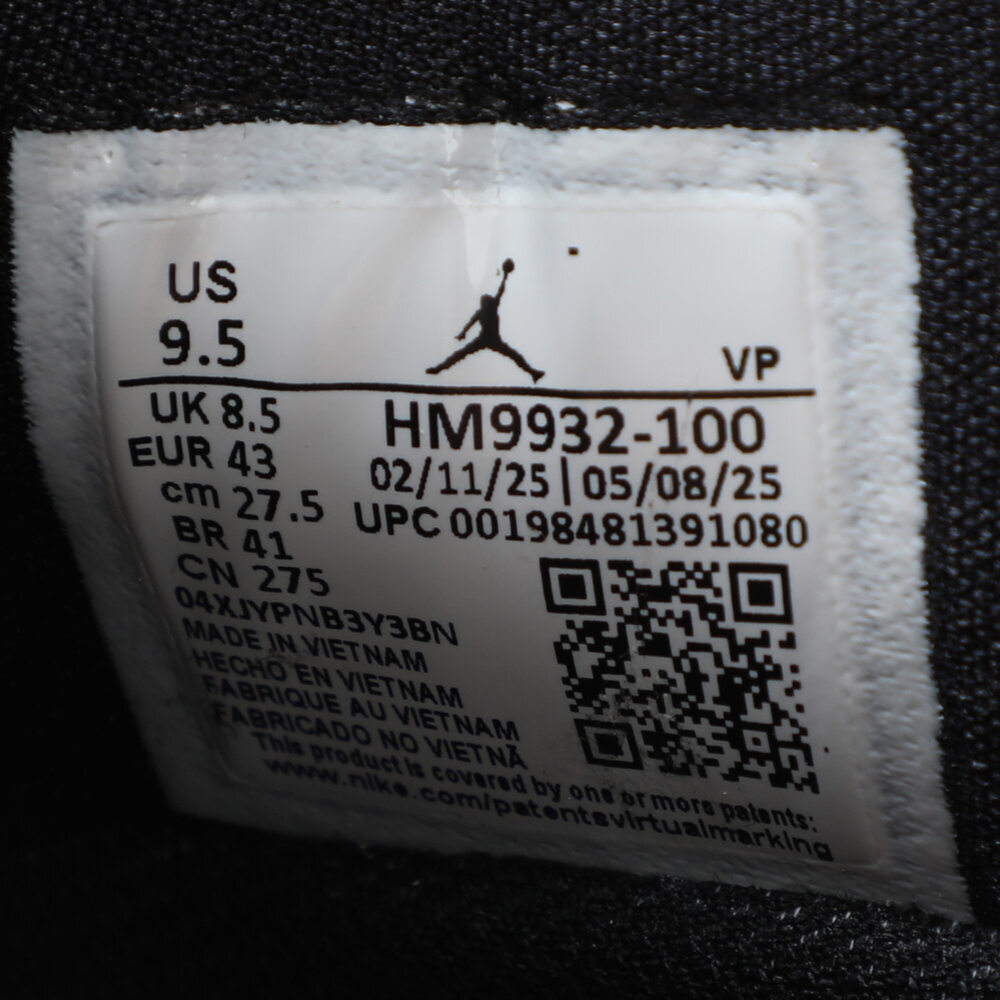 US
9.5
VP
UK 8.5
EUR 43
cm 27.5
BR 41
CN 275
HM9932-100
02/11/25|05/08/25
UPC 001984813910​80
04XJYPNB3Y3BN
MADE IN VIETNAM
HECHO EN VIETNAM
FABRIQUE AU VIETNAM
FABRICADO NO VIETNÃ
This product is covered by one or more patents:
www.nike.com/patentsvirtualmarking